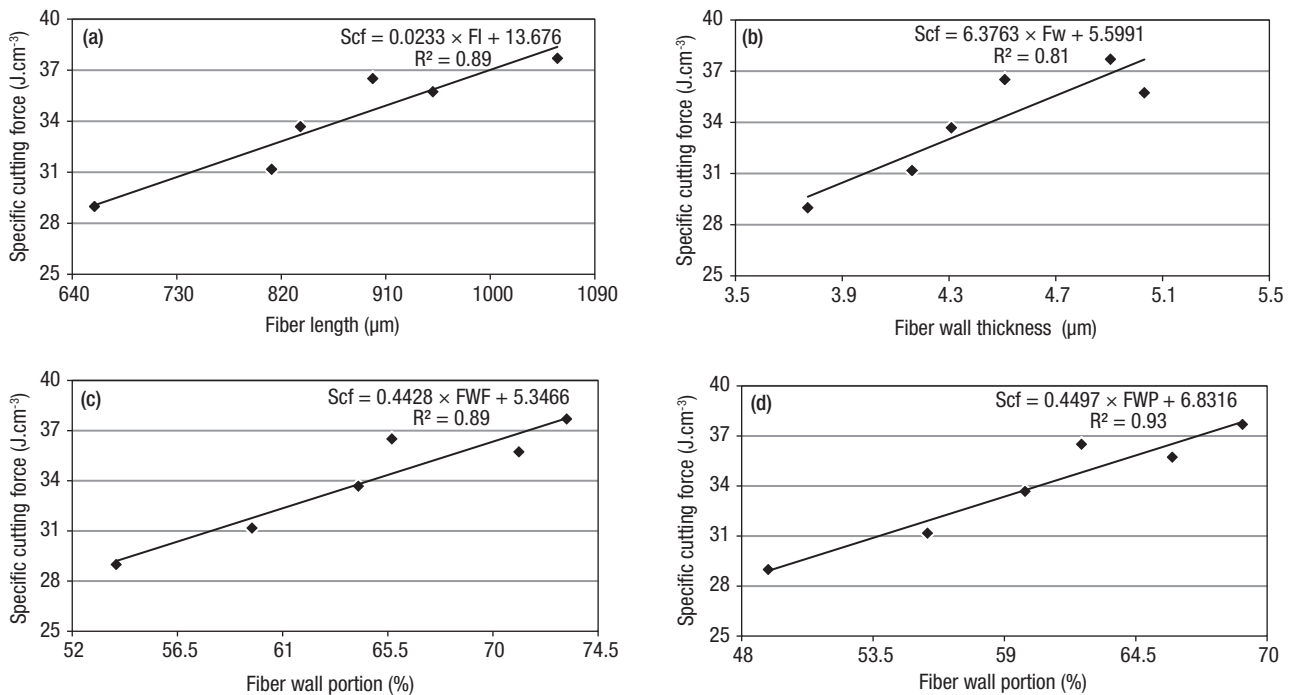 (a)
Scf = 0.0233 × Fl + 13.676
R² = 0.89
Specific cutting force (J.cm⁻³)
40
37
34
31
28
25
640 730 820 910 1000 1090
Fiber length (µm)
(b)
Scf = 6.3763 × Fw + 5.5991
R² = 0.81
Specific cutting force (J.cm⁻³)
40
37
34
31
28
25
3.5 3.9 4.3 4.7 5.1 5.5
Fiber wall thickness (µm)
(c)
Scf = 0.4428 × FWF + 5.3466
R² = 0.89
Specific cutting force (J.cm⁻³)
40
37
34
31
28
25
52 56.5 61 65.5 70 74.5
Fiber wall portion (%)
(d)
Scf = 0.4497 × FWP + 6.8316
R² = 0.93
Specific cutting force (J.cm⁻³)
40
37
34
31
28
25
48 53.5 59 64.5 70
Fiber wall portion (%)